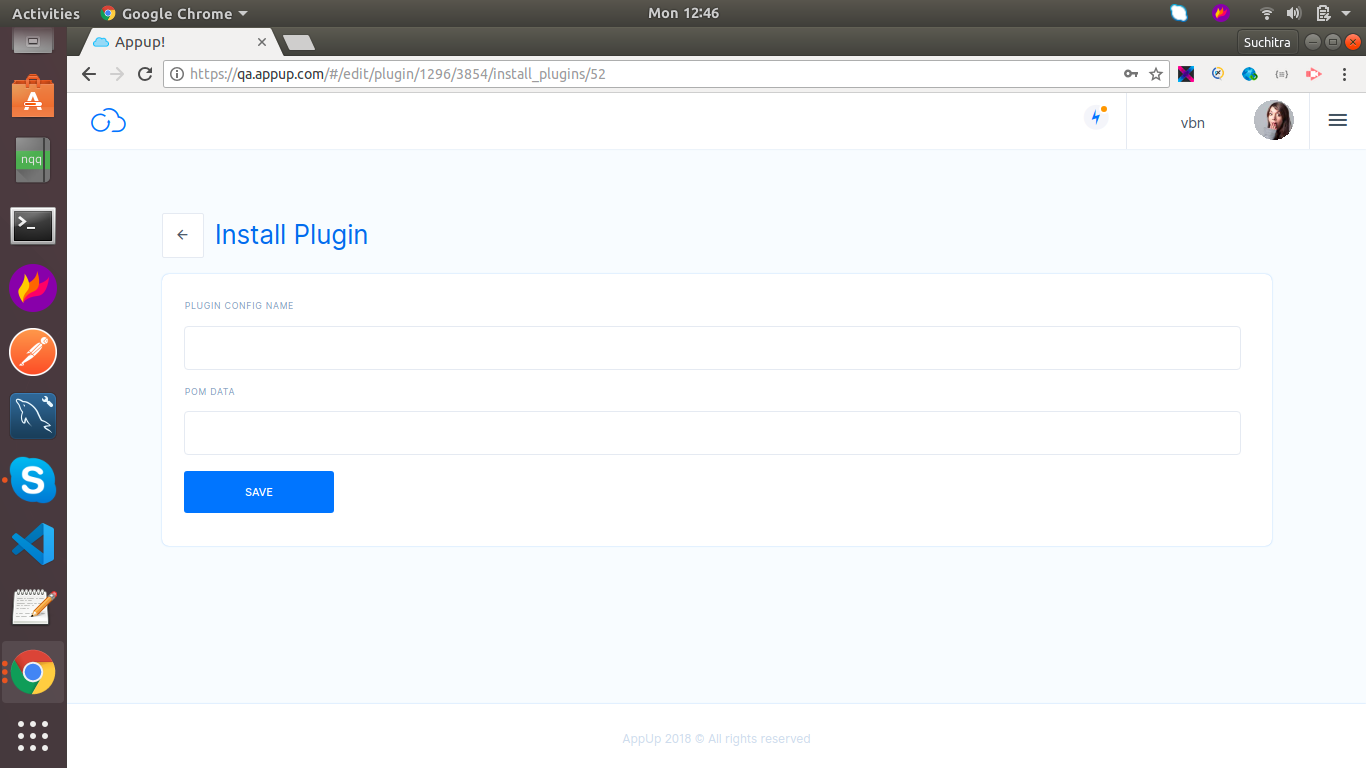 Activities
Google Chrome
Mon 12:46
Appup!
Suchitra
https://qa.appup.com/#/edit/plugin/1296/3854/install_plugins/52
nqq
vbn
Install Plugin
PLUGIN CONFIG NAME
POM DATA
SAVE
AppUp 2018 © All rights reserved